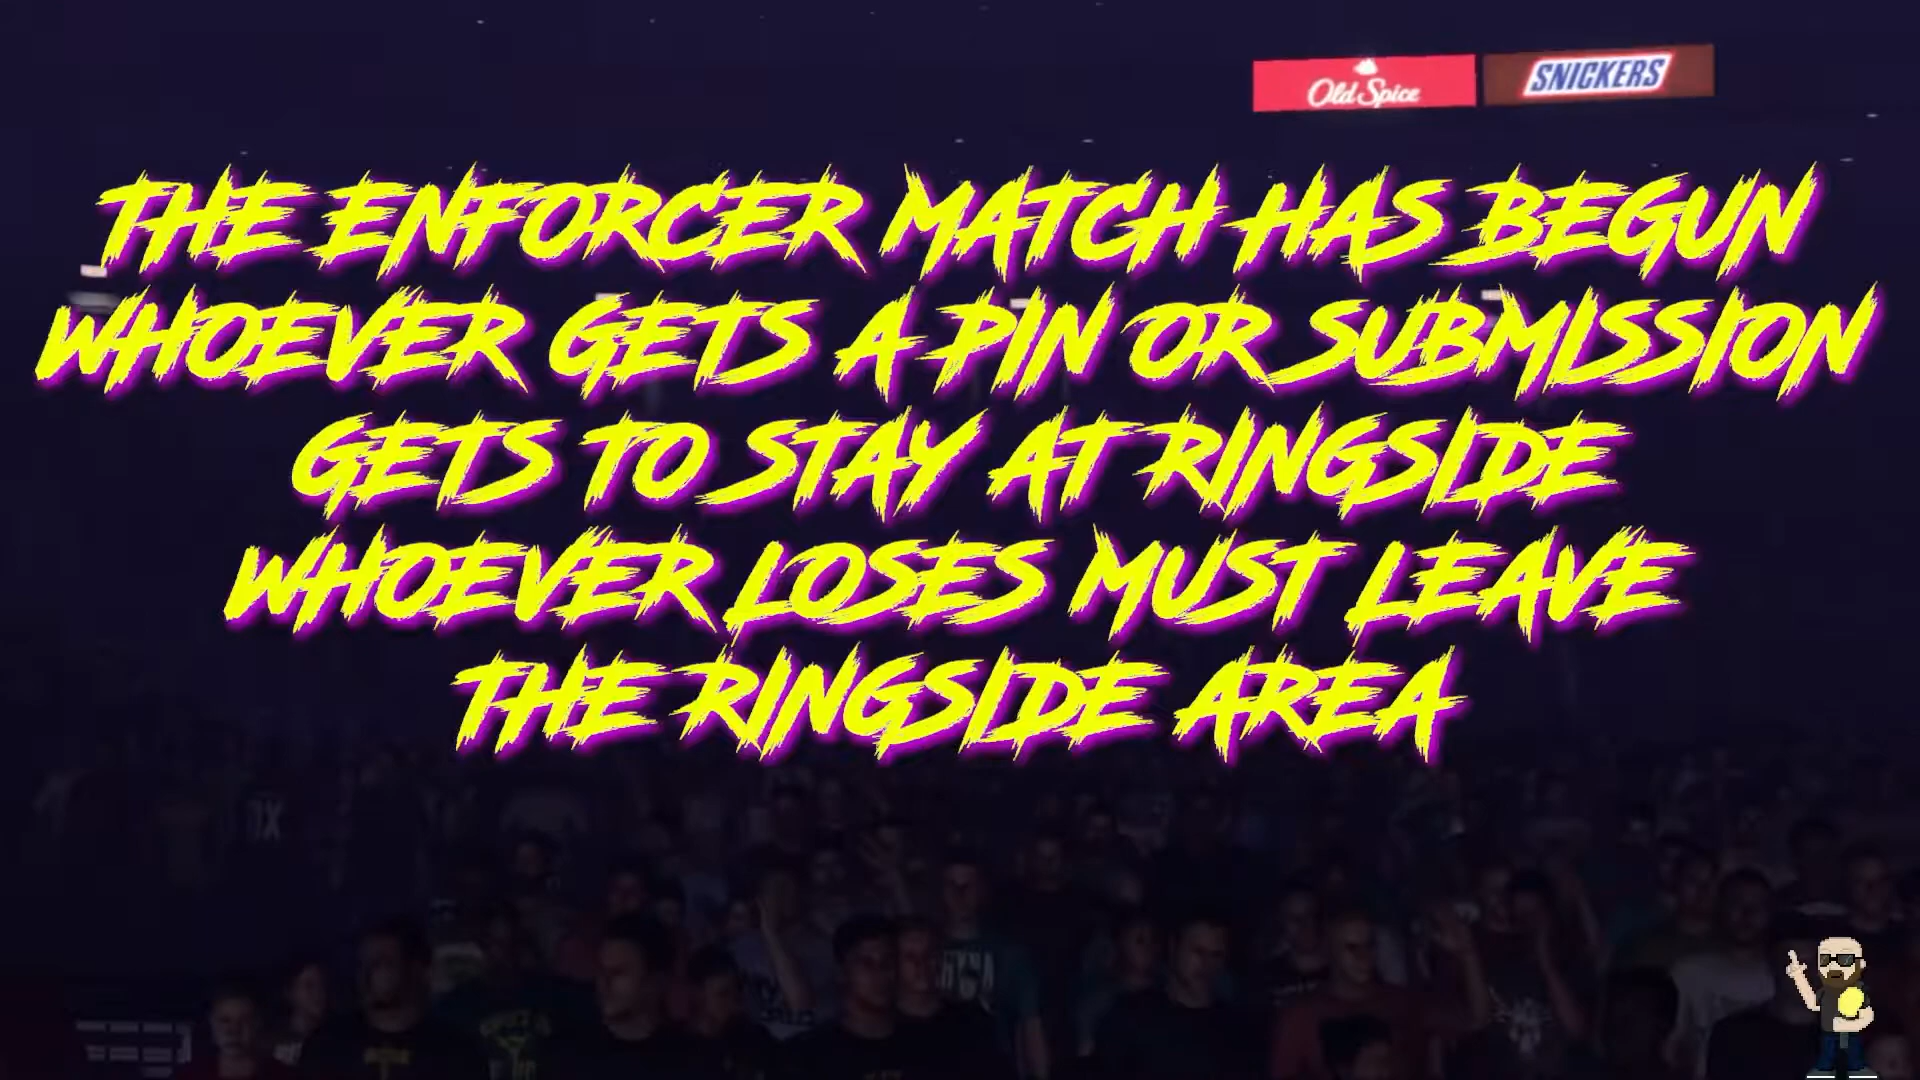 Old Spice
SNICKERS
THE ENFORCER MATCH HAS BEGUN
WHOEVER GETS A PIN OR SUBMISSION
GETS TO STAY AT RINGSIDE
WHOEVER LOSES MUST LEAVE
THE RINGSIDE AREA